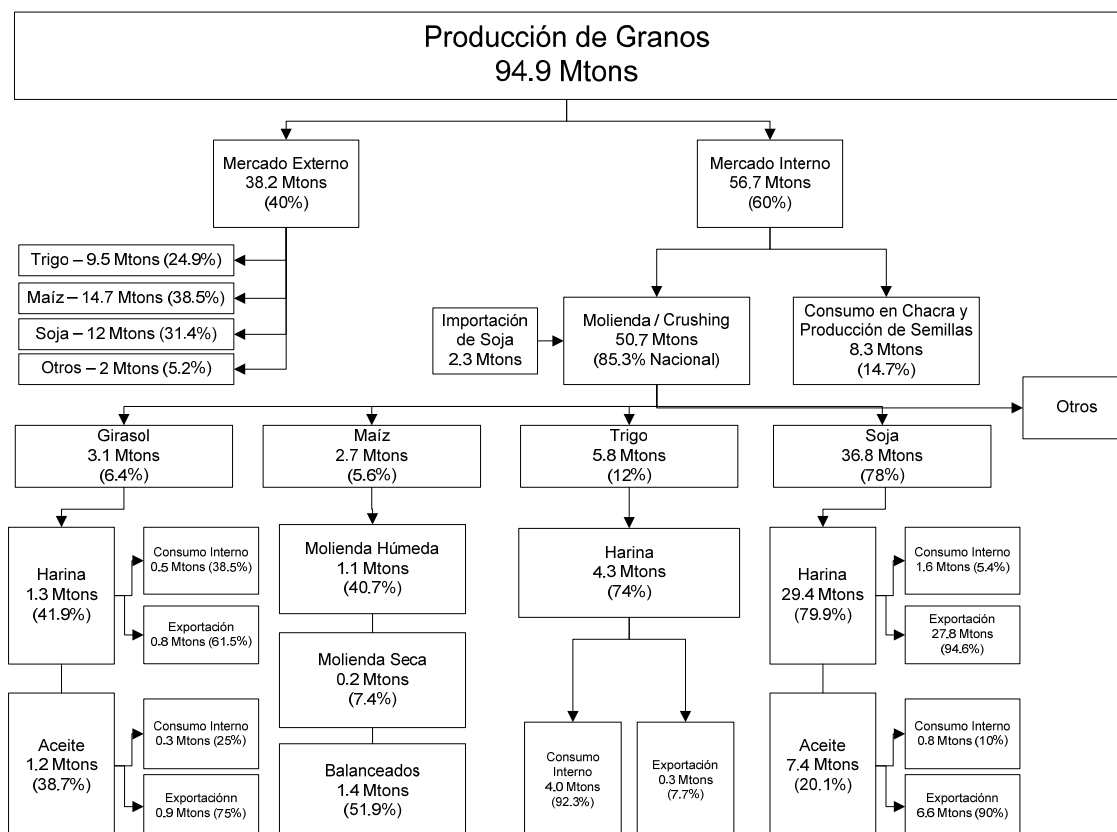 Producción de Granos
94.9 Mtons
Mercado Externo
38.2 Mtons
(40%)
Mercado Interno
56.7 Mtons
(60%)
Trigo – 9.5 Mtons (24.9%)
Maíz – 14.7 Mtons (38.5%)
Soja – 12 Mtons (31.4%)
Otros – 2 Mtons (5.2%)
Importación
de Soja
2.3 Mtons
Molienda / Crushing
50.7 Mtons
(85.3% Nacional)
Consumo en Chacra y
Producción de Semillas
8.3 Mtons
(14.7%)
Otros
Girasol
3.1 Mtons
(6.4%)
Maíz
2.7 Mtons
(5.6%)
Trigo
5.8 Mtons
(12%)
Soja
36.8 Mtons
(78%)
Harina
1.3 Mtons
(41.9%)
Consumo Interno
0.5 Mtons (38.5%)
Exportación
0.8 Mtons (61.5%)
Aceite
1.2 Mtons
(38.7%)
Consumo Interno
0.3 Mtons (25%)
Exportaciónn
0.9 Mtons (75%)
Molienda Húmeda
1.1 Mtons
(40.7%)
Molienda Seca
0.2 Mtons
(7.4%)
Balanceados
1.4 Mtons
(51.9%)
Harina
4.3 Mtons
(74%)
Consumo
Interno
4.0 Mtons
(92.3%)
Exportación
0.3 Mtons
(7.7%)
Harina
29.4 Mtons
(79.9%)
Consumo Interno
1.6 Mtons (5.4%)
Exportación
27.8 Mtons
(94.6%)
Aceite
7.4 Mtons
(20.1%)
Consumo Interno
0.8 Mtons (10%)
Exportaciónn
6.6 Mtons (90%)